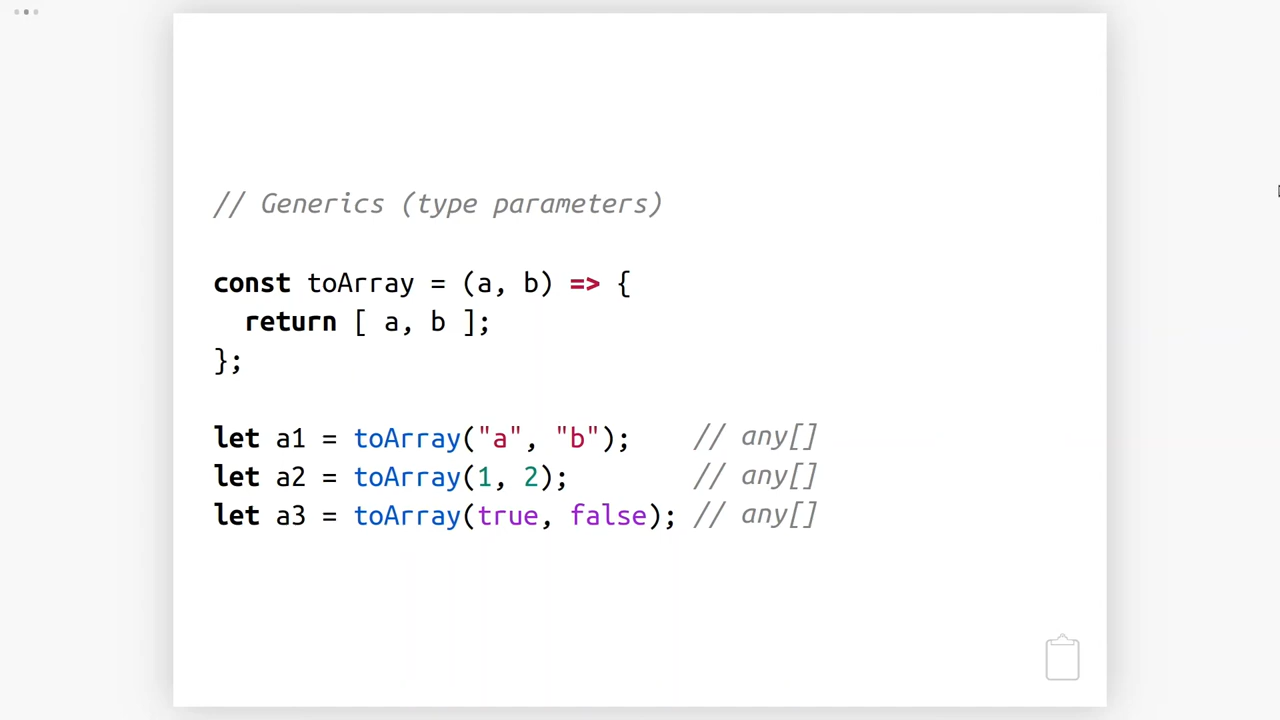 // Generics (type parameters)
const toArray = (a, b) => {
return [ a, b ];
};
let a1 = toArray("a", "b"); // any[]
let a2 = toArray(1, 2); // any[]
let a3 = toArray(true, false); // any[]